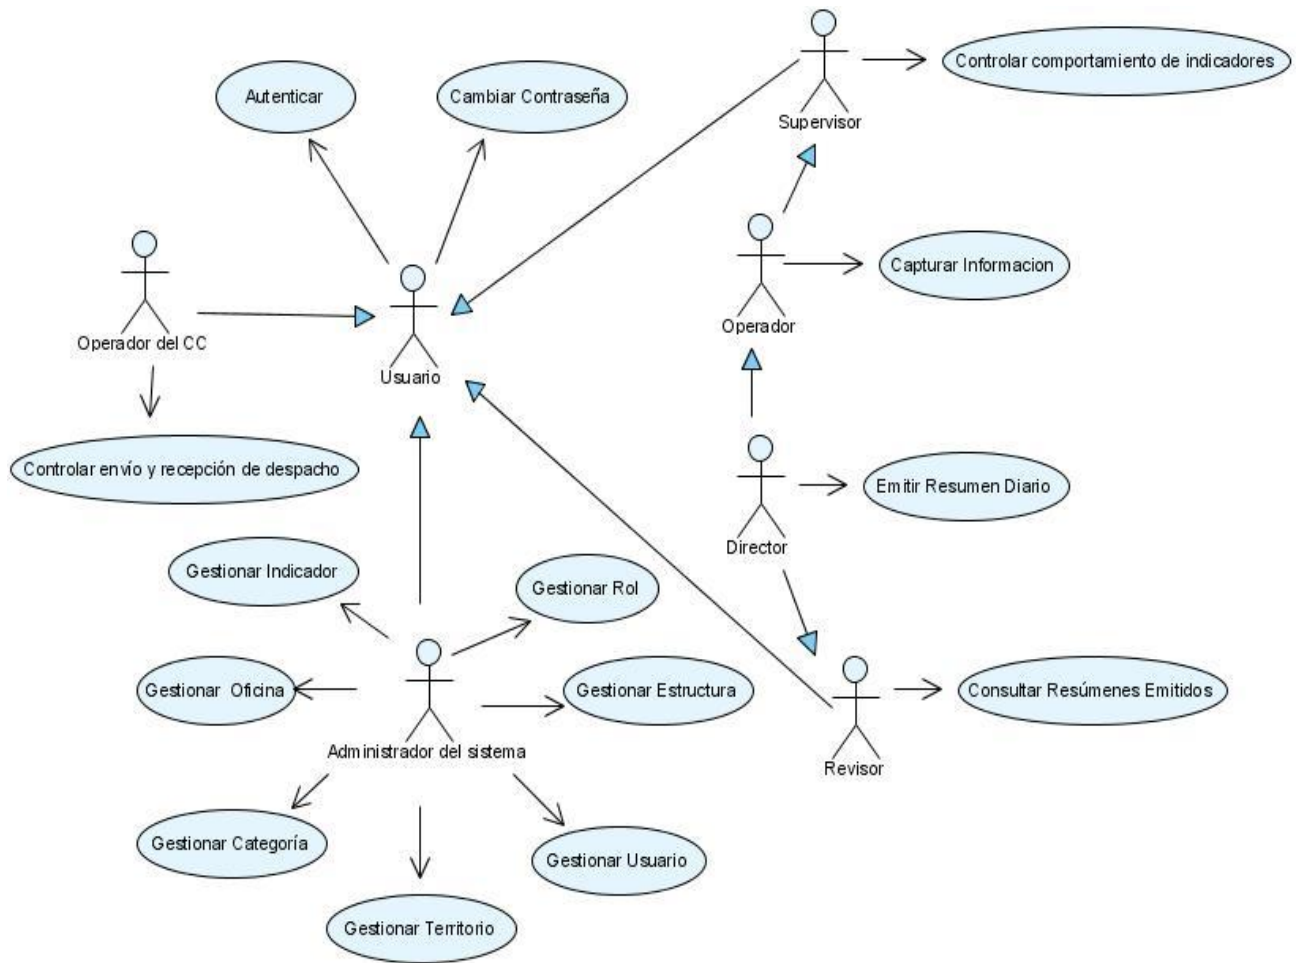 Supervisor
Controlar comportamiento de indicadores
Autenticar
Cambiar Contraseña
Operador
Capturar Informacion
Operador del CC
Usuario
Controlar envío y recepción de despacho
Director
Emitir Resumen Diario
Gestionar Indicador
Gestionar Rol
Gestionar Oficina
Gestionar Estructura
Consultar Resúmenes Emitidos
Administrador del sistema
Revisor
Gestionar Categoría
Gestionar Usuario
Gestionar Territorio